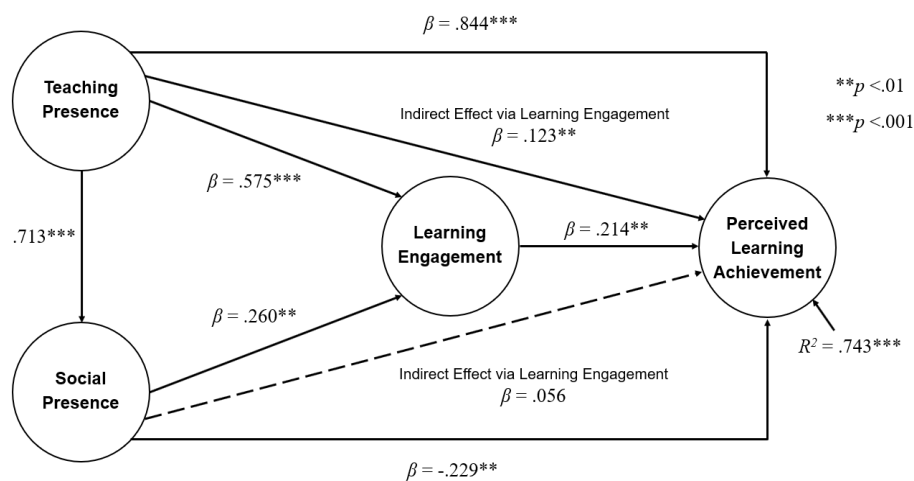 β = .844***
Teaching
Presence
**p <.01
***p <.001
Indirect Effect via Learning Engagement
β = .123**
β = .575***
.713***
Learning
Engagement
β = .214**
Perceived
Learning
Achievement
β = .260**
R² = .743***
Social
Presence
Indirect Effect via Learning Engagement
β = .056
β = -.229**